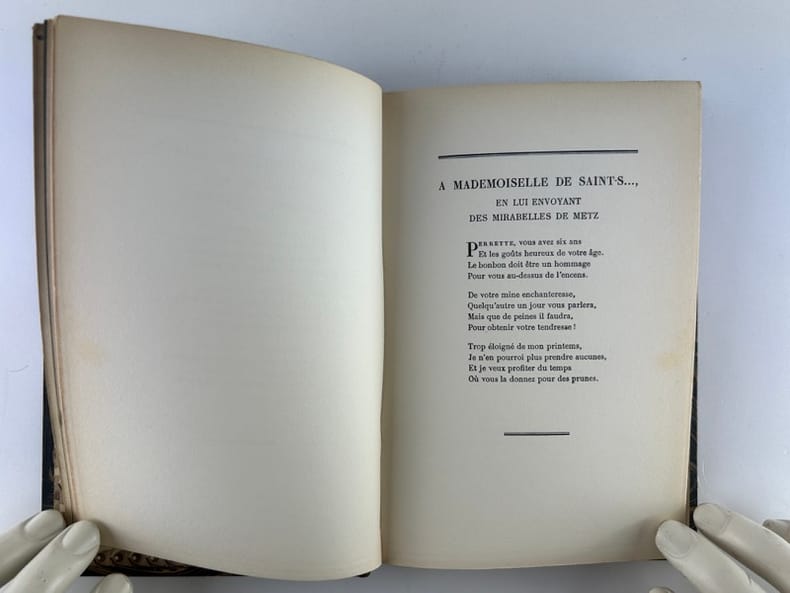 A MADEMOISELLE DE SAINT-S...,
EN LUI ENVOYANT
DES MIRABELLES DE METZ
PERRETTE, vous avez six ans
Et les goûts heureux de votre âge.
Le bonbon doit être un hommage
Pour vous au-dessus de l'encens.
De votre mine enchanteresse,
Quelqu'autre un jour vous parlera,
Mais que de peines il faudra,
Pour obtenir votre tendresse !
Trop éloigné de mon printems,
Je n'en pourroi plus prendre aucunes,
Et je veux profiter du temps
Où vous la donnez pour des prunes.